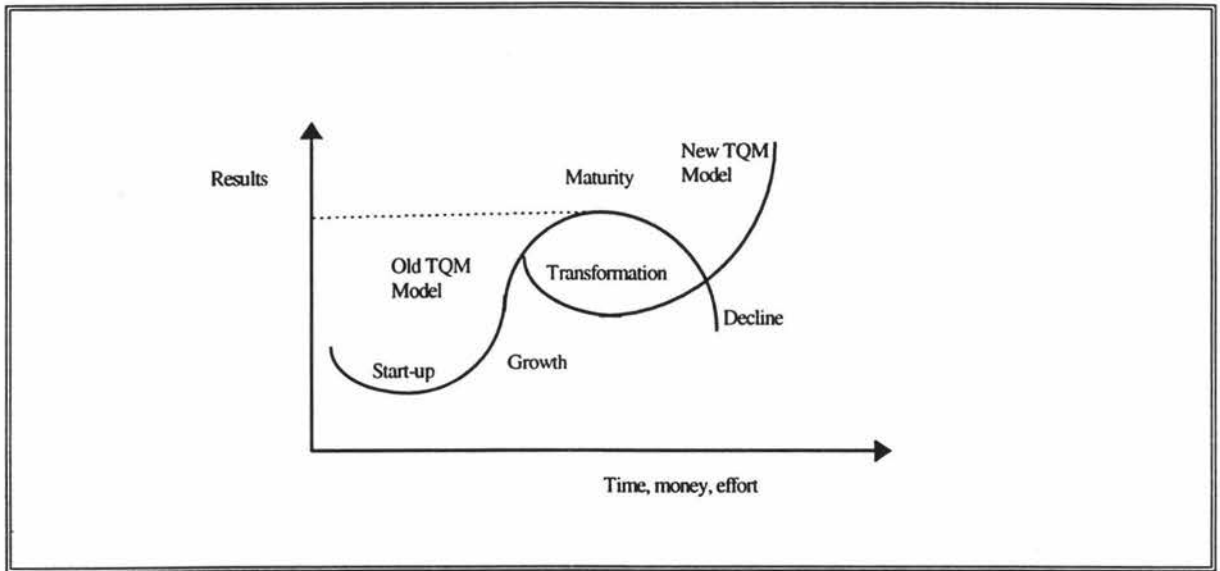 New TQM
Model
Results
Maturity
Old TQM
Model
Transformation
Decline
Start-up
Growth
Time, money, effort